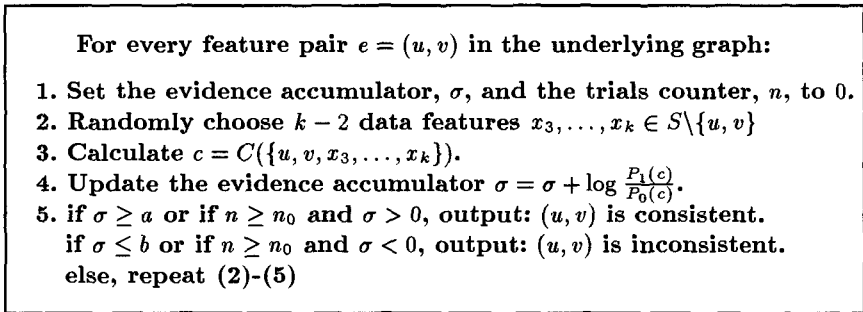 For every feature pair e = (u, v) in the underlying graph:
1. Set the evidence accumulator, σ, and the trials counter, n, to 0.
2. Randomly choose k − 2 data features x₃, . . . , xₖ ∈ S\{u, v}
3. Calculate c = C({u, v, x₃, . . . , xₖ}).
4. Update the evidence accumulator σ = σ + log P₁(c)/P₀(c).
5. if σ ≥ a or if n ≥ n₀ and σ > 0, output: (u, v) is consistent.
if σ ≤ b or if n ≥ n₀ and σ < 0, output: (u, v) is inconsistent.
else, repeat (2)-(5)